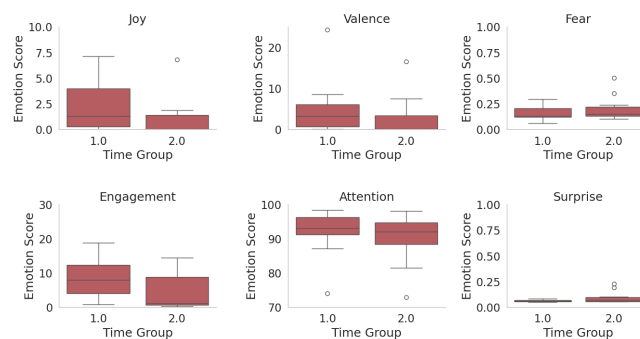 Joy
Valence
Fear
10.0
7.5
5.0
2.5
0.0
Emotion Score
1.0 2.0
Time Group
20
10
0
Emotion Score
1.0 2.0
Time Group
1.00
0.75
0.50
0.25
0.00
Emotion Score
1.0 2.0
Time Group
Engagement
Attention
Surprise
30
20
10
0
Emotion Score
1.0 2.0
Time Group
100
90
80
70
Emotion Score
1.0 2.0
Time Group
1.00
0.75
0.50
0.25
0.00
Emotion Score
1.0 2.0
Time Group